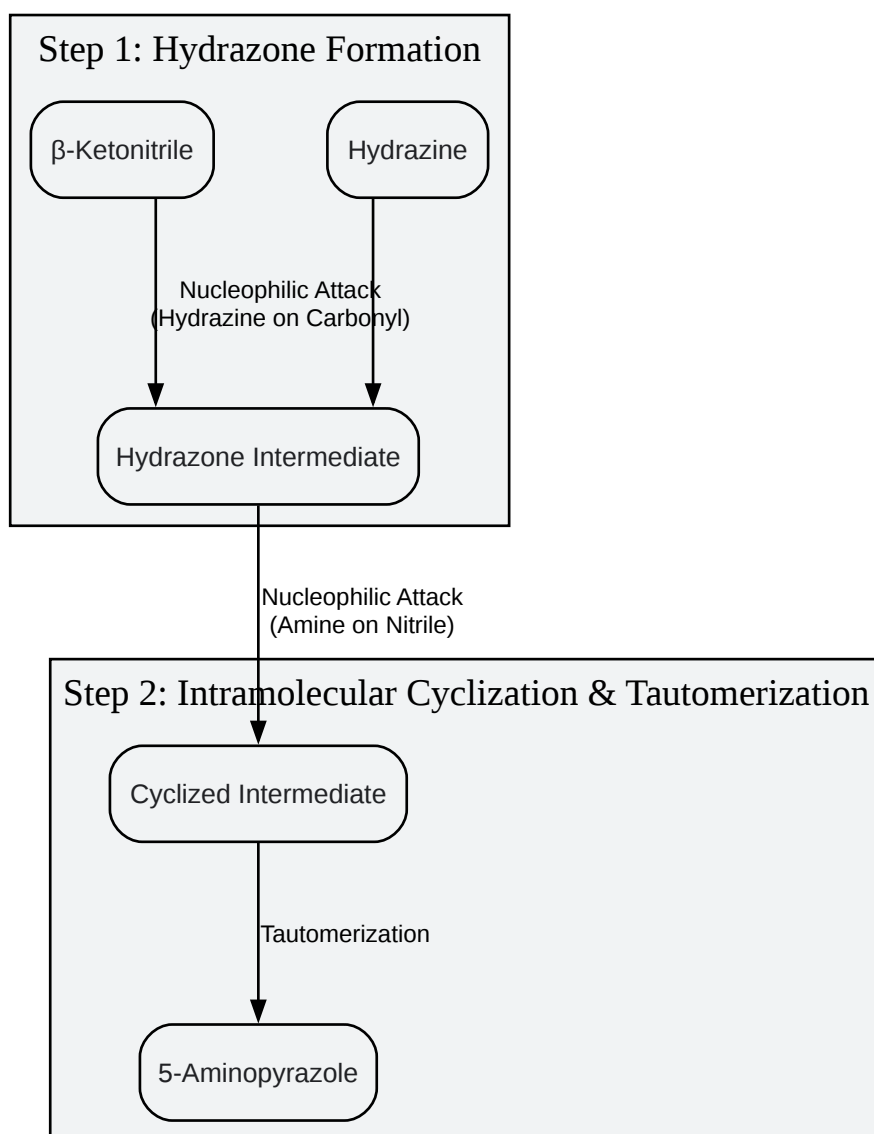 Step 1: Hydrazone Formation
β-Ketonitrile
Hydrazine
Nucleophilic Attack
(Hydrazine on Carbonyl)
Hydrazone Intermediate
Nucleophilic Attack
(Amine on Nitrile)
Step 2: Intramolecular Cyclization & Tautomerization
Cyclized Intermediate
Tautomerization
5-Aminopyrazole